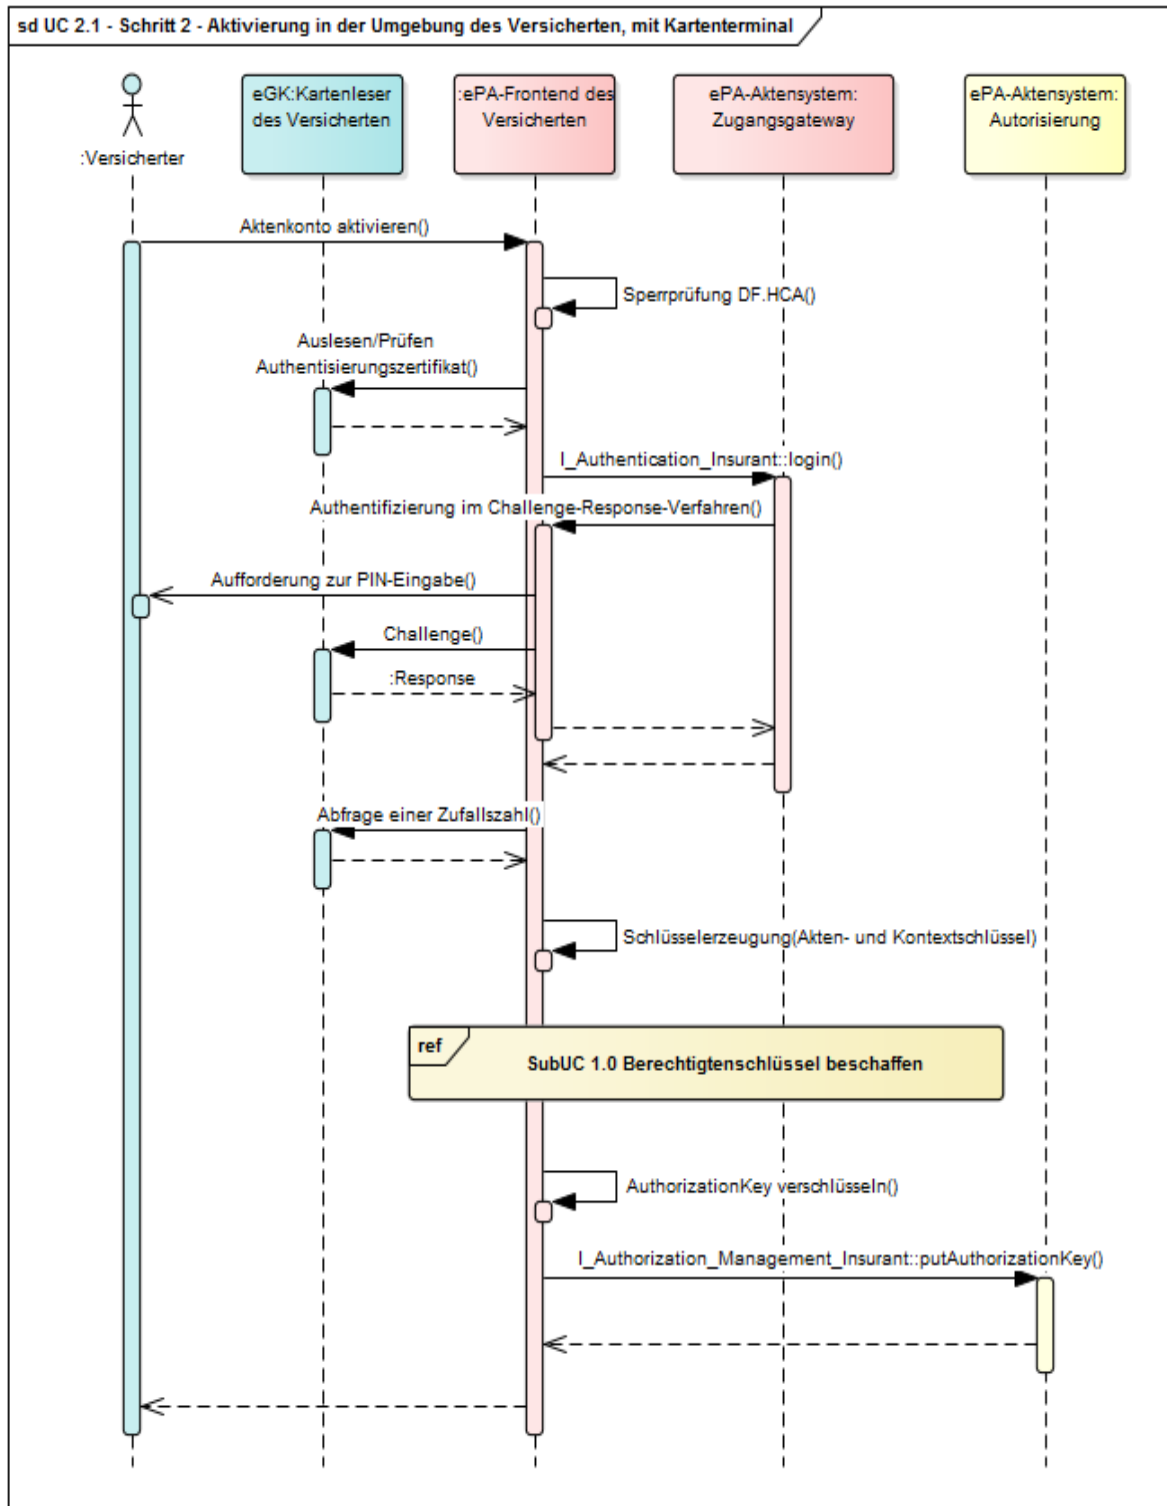 sd UC 2.1 - Schritt 2 - Aktivierung in der Umgebung des Versicherten, mit Kartenterminal
:Versicherter
eGK:Kartenleser
des Versicherten
:ePA-Frontend des
Versicherten
ePA-Aktensystem:
Zugangsgateway
ePA-Aktensystem:
Autorisierung
Aktenkonto aktivieren()
Sperrprüfung DF.HCA()
Auslesen/Prüfen
Authentisierungszertifikat()
I_Authentication_Insurant::login()
Authentifizierung im Challenge-Response-Verfahren()
Aufforderung zur PIN-Eingabe()
Challenge()
:Response
Abfrage einer Zufallszahl()
Schlüsselerzeugung(Akten- und Kontextschlüssel)
ref
SubUC 1.0 Berechtigtenschlüssel beschaffen
AuthorizationKey verschlüsseln()
I_Authorization_Management_Insurant::putAuthorizationKey()